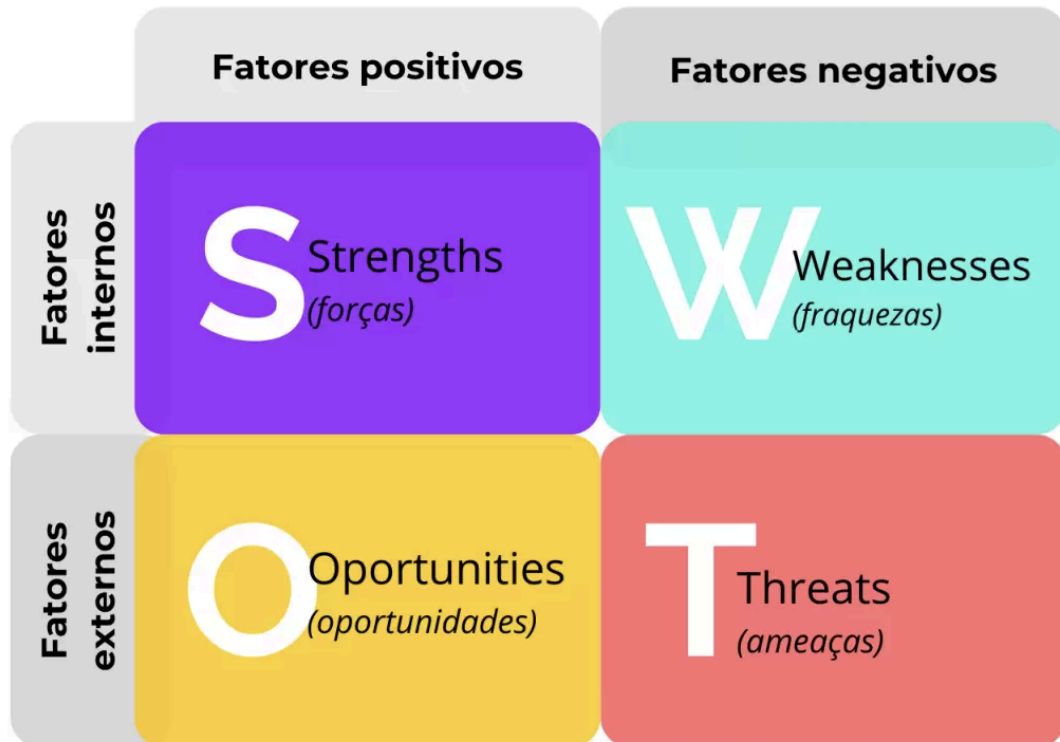 Fatores positivos
Fatores negativos
Fatores
internos
S
Strengths
(forças)
W
Weaknesses
(fraquezas)
Fatores
externos
O
Oportunities
(oportunidades)
T
Threats
(ameaças)